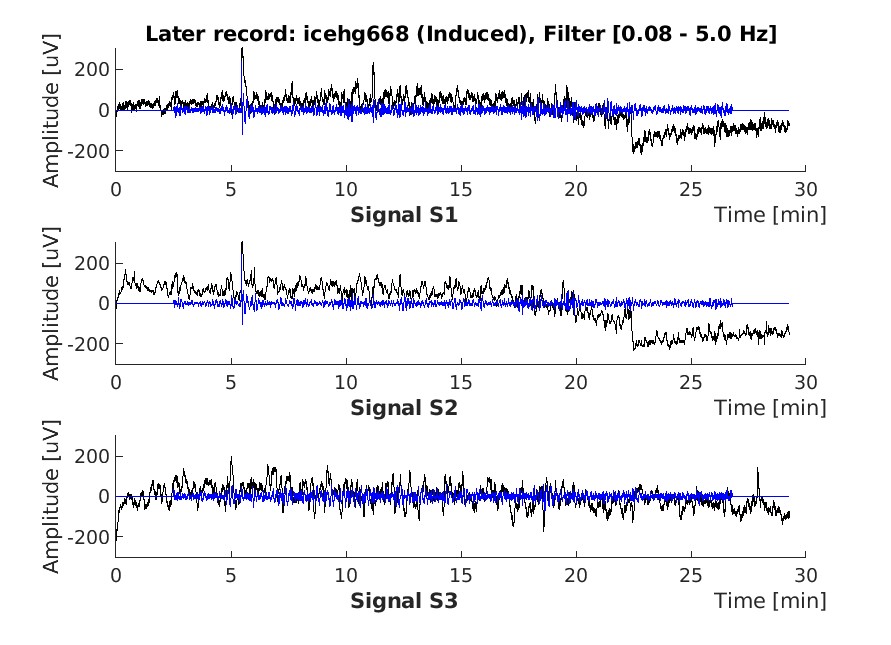 Later record: icehg668 (Induced), Filter [0.08 - 5.0 Hz]
Amplitude [uV]
200
0
-200
0 5 10 15 20 25 30
Signal S1 Time [min]
Amplitude [uV]
200
0
-200
0 5 10 15 20 25 30
Signal S2 Time [min]
Amplitude [uV]
200
0
-200
0 5 10 15 20 25 30
Signal S3 Time [min]